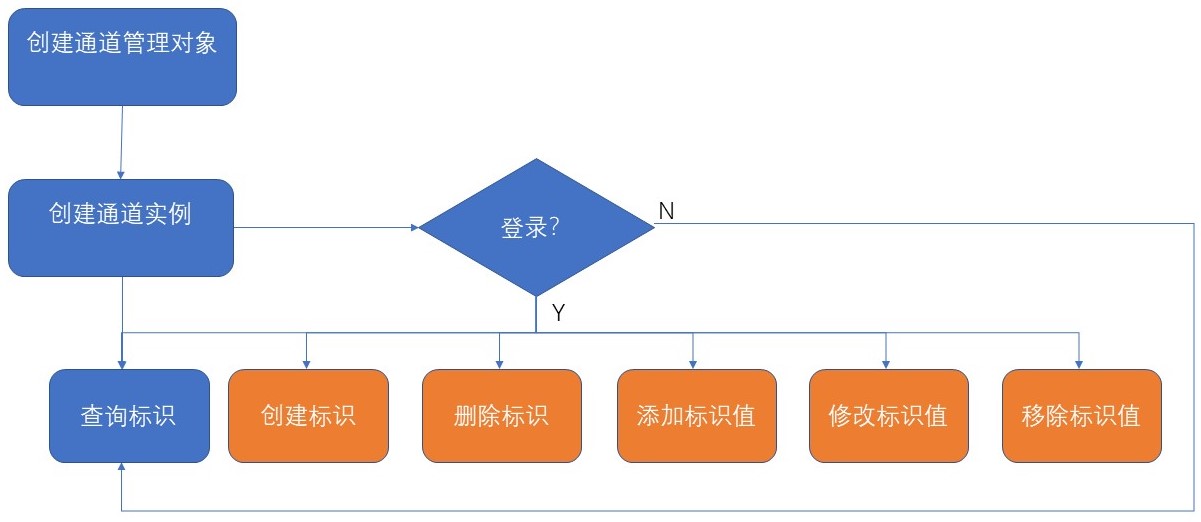 创建通道管理对象
创建通道实例
登录?
N
Y
查询标识
创建标识
删除标识
添加标识值
修改标识值
移除标识值